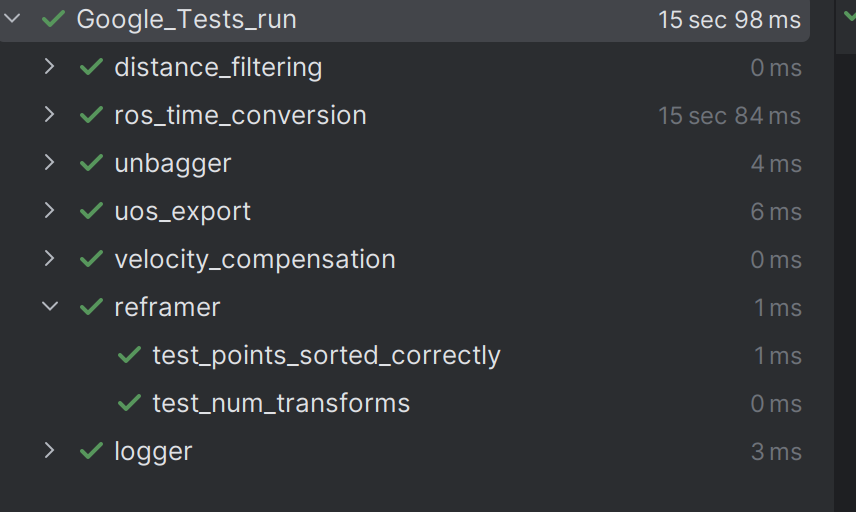 Google_Tests_run 15 sec 98 ms
distance_filtering 0 ms
ros_time_conversion 15 sec 84 ms
unbagger 4 ms
uos_export 6 ms
velocity_compensation 0 ms
reframer 1 ms
test_points_sorted_correctly 1 ms
test_num_transforms 0 ms
logger 3 ms